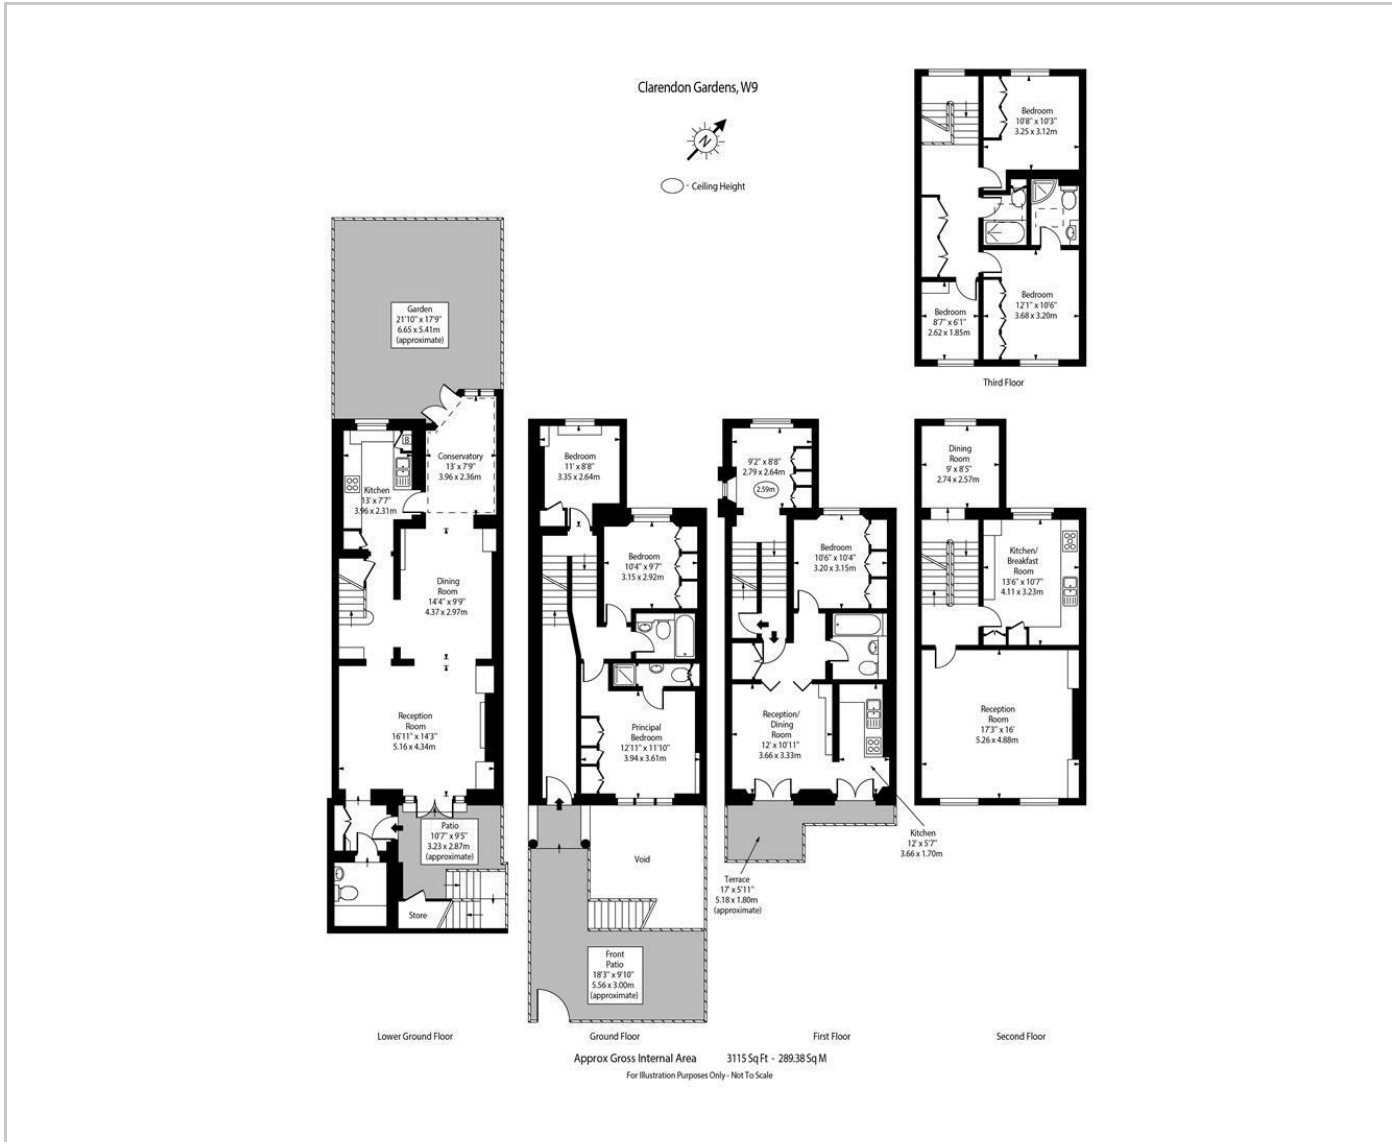 Clarendon Gardens, W9
N
- Ceiling Height
Bedroom
10'8" x 10'3"
3.25 x 3.12m
Bedroom
12'1" x 10'6"
3.68 x 3.20m
Bedroom
8'7" x 6'1"
2.62 x 1.85m
Third Floor
Garden
21'10" x 17'9"
6.65 x 5.41m
(approximate)
B
Conservatory
13' x 7'9"
3.96 x 2.36m
Kitchen
13' x 7'7"
3.96 x 2.31m
Dining
Room
14'4" x 9'9"
4.37 x 2.97m
Reception
Room
16'11" x 14'3"
5.16 x 4.34m
Patio
10'7" x 9'5"
3.23 x 2.87m
(approximate)
Store
Lower Ground Floor
Bedroom
11' x 8'8"
3.35 x 2.64m
Bedroom
10'4" x 9'7"
3.15 x 2.92m
Principal
Bedroom
12'11" x 11'10"
3.94 x 3.61m
Void
Front
Patio
18'3" x 9'10"
5.56 x 3.00m
(approximate)
Ground Floor
9'2" x 8'8"
2.79 x 2.64m
2.59m
Bedroom
10'6" x 10'4"
3.20 x 3.15m
Reception/
Dining
Room
12' x 10'11"
3.66 x 3.33m
Kitchen
12' x 5'7"
3.66 x 1.70m
Terrace
17' x 5'11"
5.18 x 1.80m
(approximate)
First Floor
Dining
Room
9' x 8'5"
2.74 x 2.57m
Kitchen/
Breakfast
Room
13'6" x 10'7"
4.11 x 3.23m
Reception
Room
17'3" x 16'
5.26 x 4.88m
Second Floor
Approx Gross Internal Area 3115 Sq Ft - 289.38 Sq M
For Illustration Purposes Only - Not To Scale